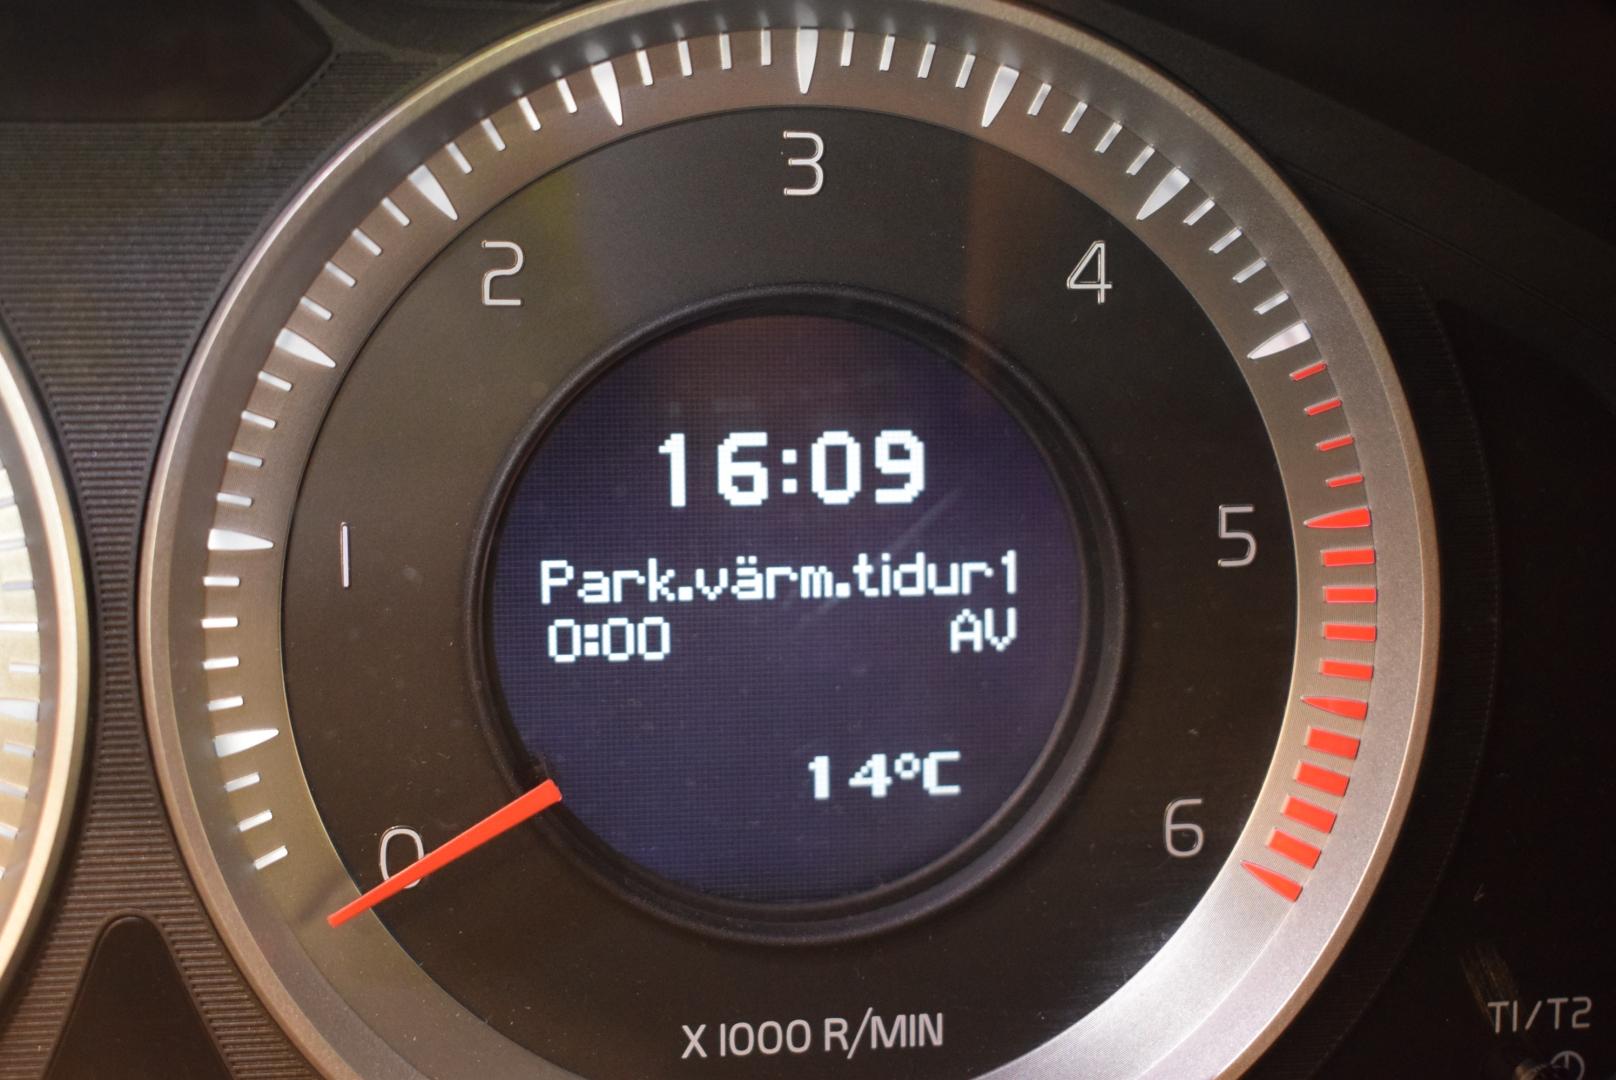 3
2
4
16:09
1
5
Park.värm.tidur1
0:00 AV
14°C
0
6
X 1000 R/MIN
T1/T2